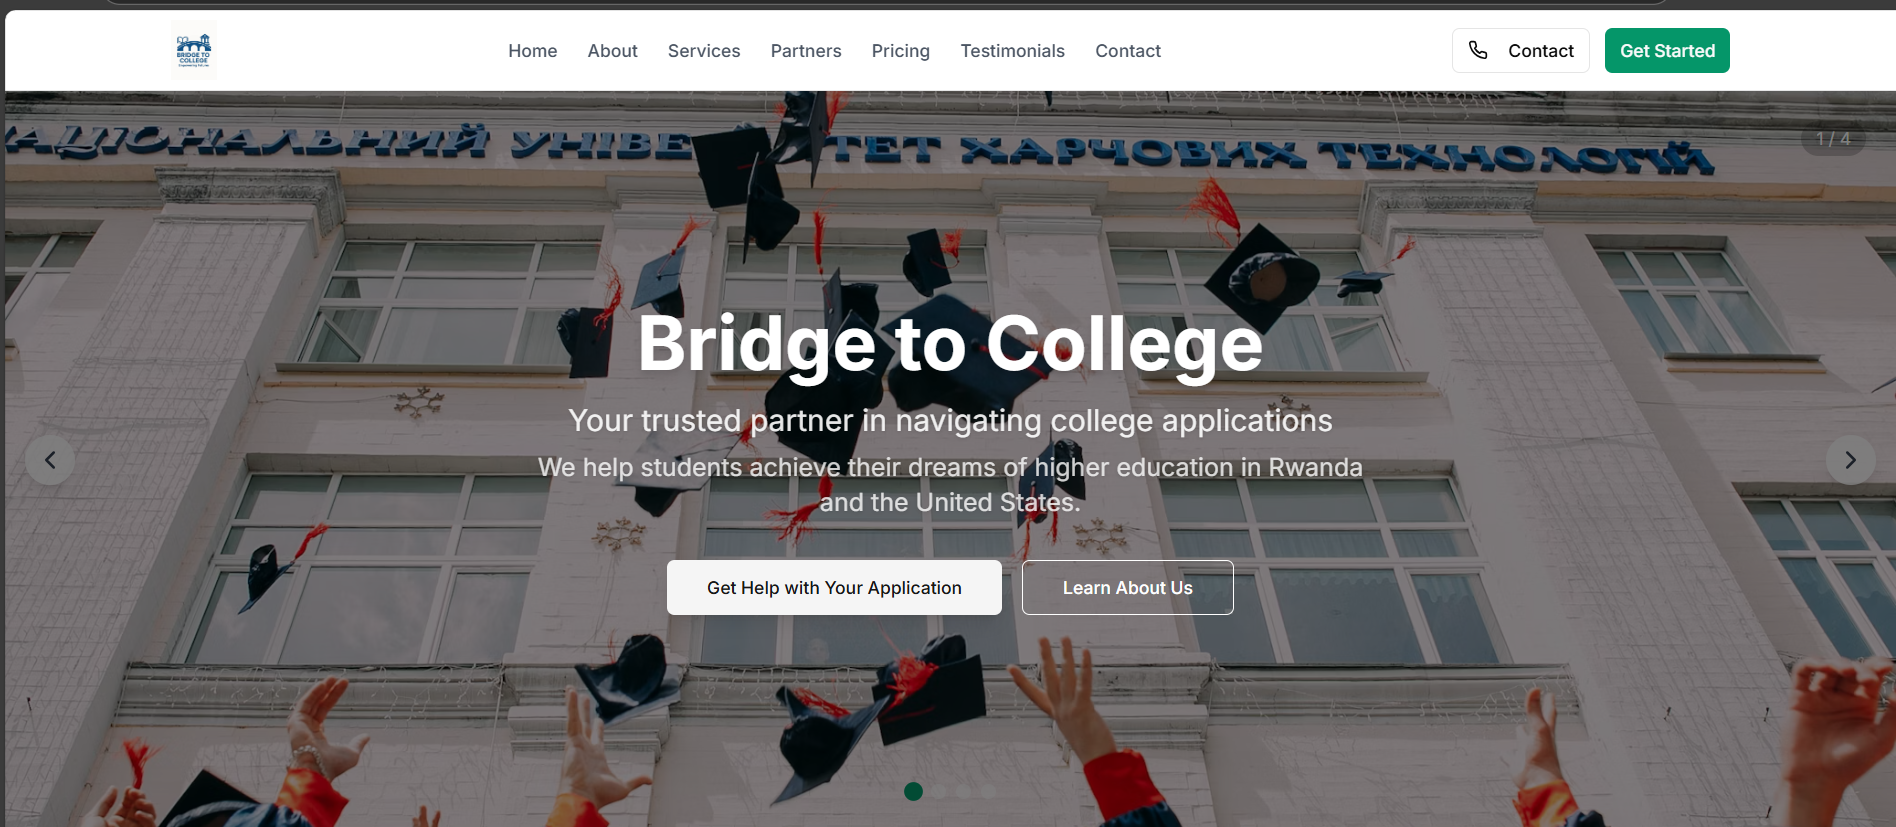 BRIDGE TO
COLLEGE
Home
About
Services
Partners
Pricing
Testimonials
Contact
Contact
Get Started
АЦІОНАЛЬНИЙ УНІВЕ ТЕТ ХАРЧОВИХ ТЕХНОЛОГІЙ
1 / 4
Bridge to College
Your trusted partner in navigating college applications
We help students achieve their dreams of higher education in Rwanda
and the United States.
Get Help with Your Application
Learn About Us